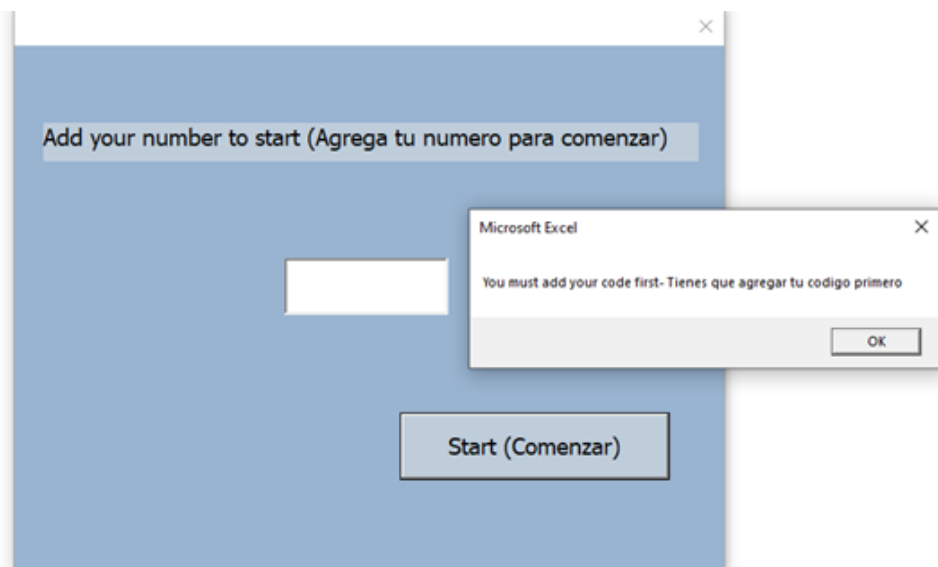 Add your number to start (Agrega tu numero para comenzar)
Microsoft Excel
You must add your code first- Tienes que agregar tu codigo primero
OK
Start (Comenzar)